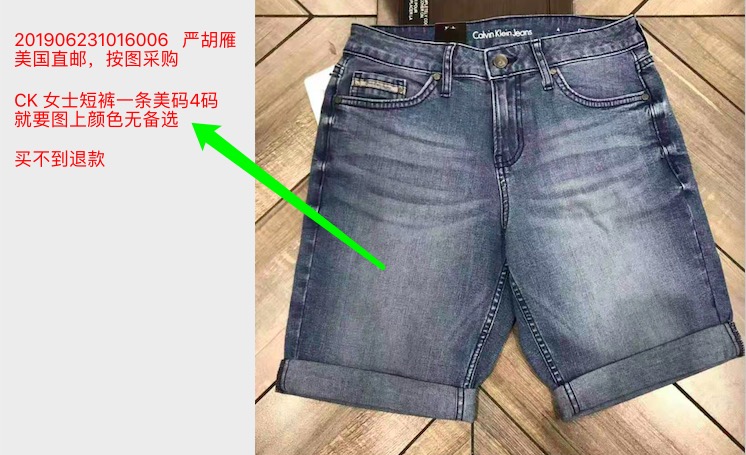 201906231016006 严胡雁
美国直邮，按图采购
CK 女士短裤一条美码4码
就要图上颜色无备选
买不到退款
Calvin Klein Jeans